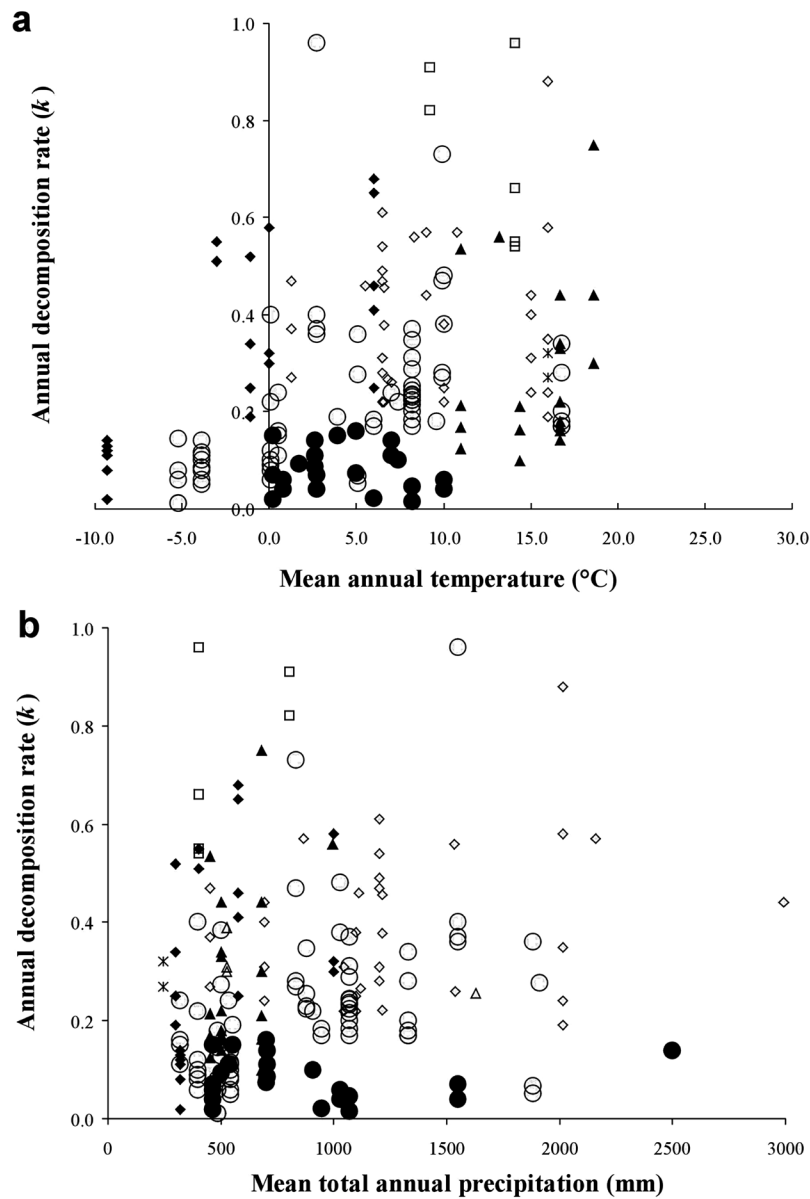 a
1.0
0.8
0.6
0.4
0.2
0.0
-10.0 -5.0 0.0 5.0 10.0 15.0 20.0 25.0 30.0
Annual decomposition rate (k)
Mean annual temperature (°C)
b
1.0
0.8
0.6
0.4
0.2
0.0
0 500 1000 1500 2000 2500 3000
Annual decomposition rate (k)
Mean total annual precipitation (mm)